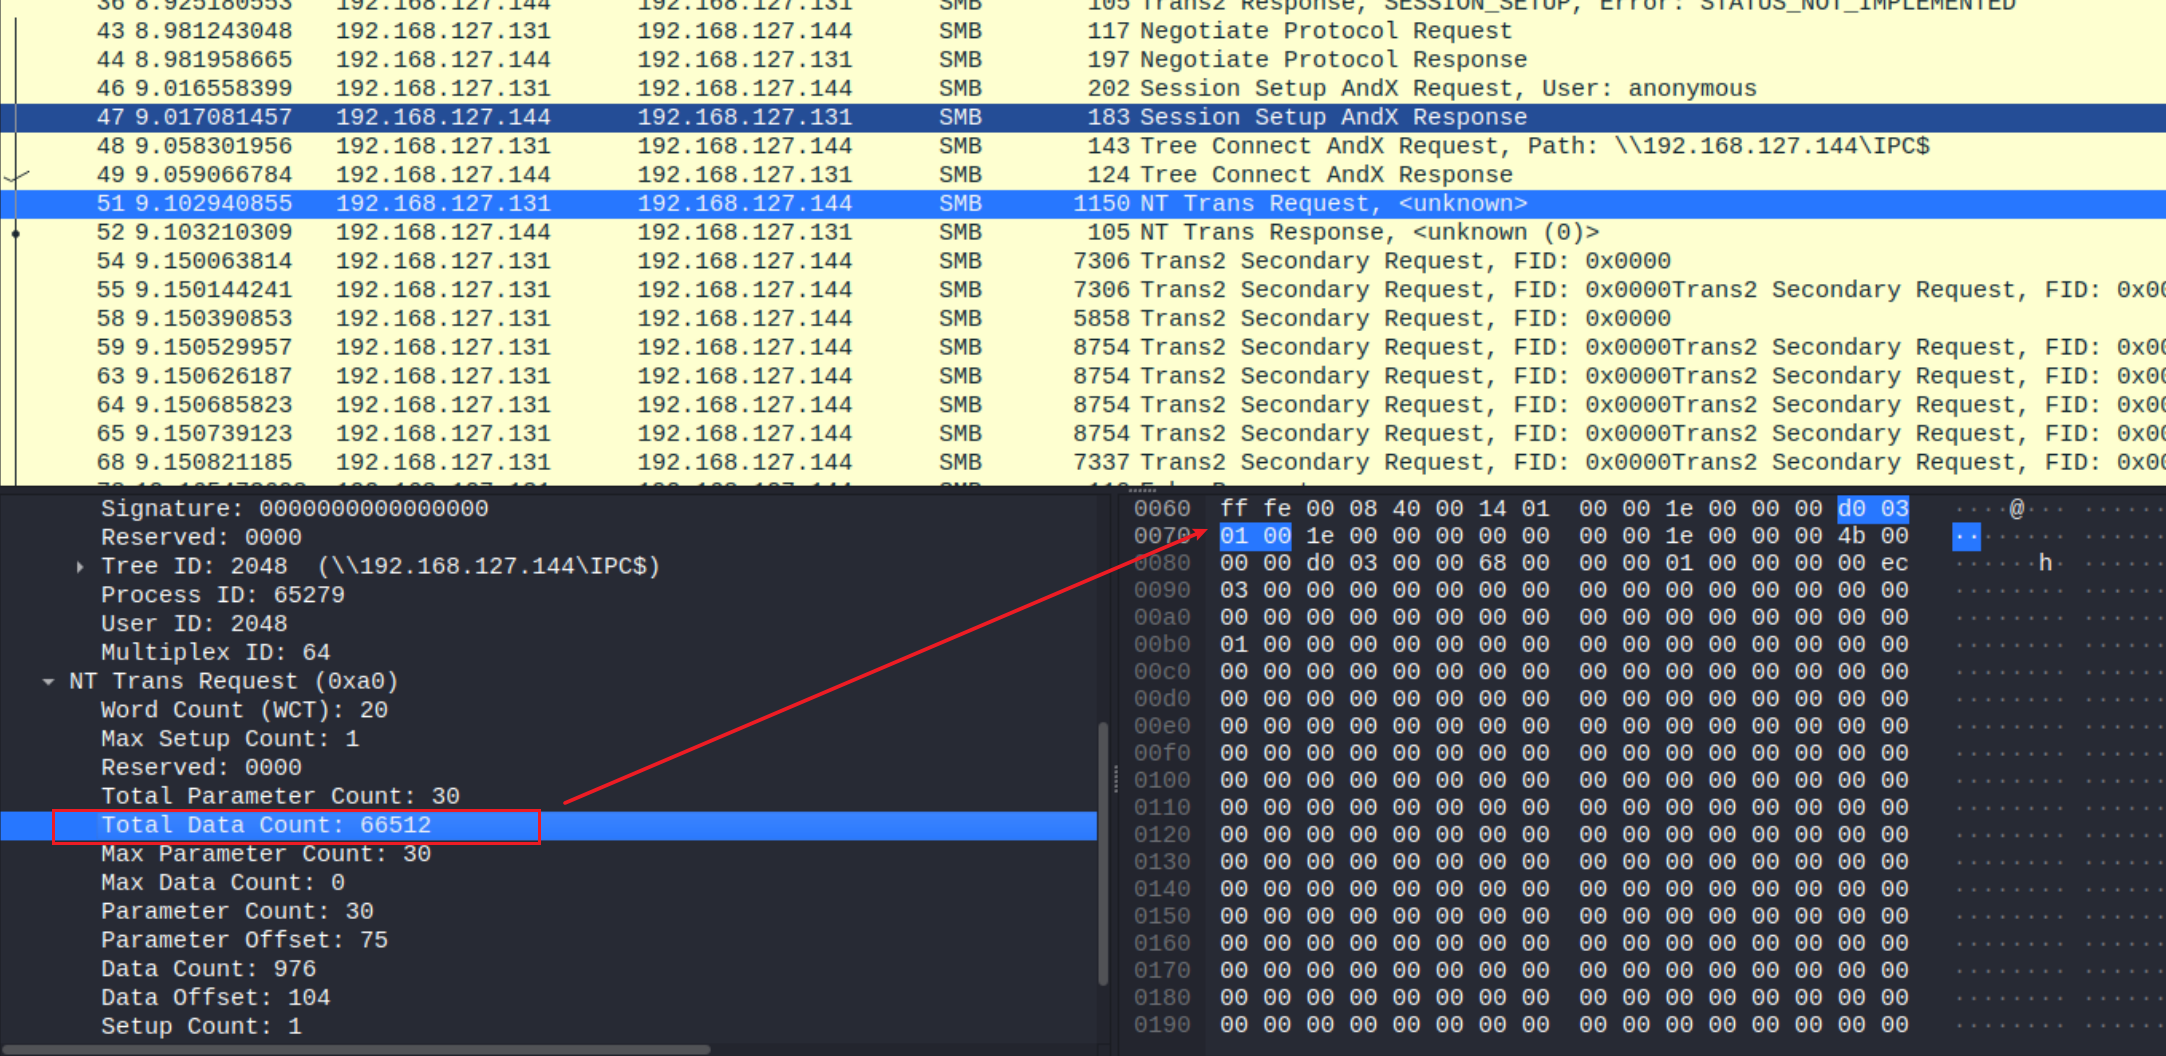 36 8.925180553 192.168.127.144 192.168.127.131 SMB 105 Trans2 Response, SESSION_SETUP, Error: STATUS_NOT_IMPLEMENTED
43 8.981243048 192.168.127.131 192.168.127.144 SMB 117 Negotiate Protocol Request
44 8.981958665 192.168.127.144 192.168.127.131 SMB 197 Negotiate Protocol Response
46 9.016558399 192.168.127.131 192.168.127.144 SMB 202 Session Setup AndX Request, User: anonymous
47 9.017081457 192.168.127.144 192.168.127.131 SMB 183 Session Setup AndX Response
48 9.058301956 192.168.127.131 192.168.127.144 SMB 143 Tree Connect AndX Request, Path: \\192.168.127.144\IPC$
49 9.059066784 192.168.127.144 192.168.127.131 SMB 124 Tree Connect AndX Response
51 9.102940855 192.168.127.131 192.168.127.144 SMB 1150 NT Trans Request, <unknown>
52 9.103210309 192.168.127.144 192.168.127.131 SMB 105 NT Trans Response, <unknown (0)>
54 9.150063814 192.168.127.131 192.168.127.144 SMB 7306 Trans2 Secondary Request, FID: 0x0000
55 9.150144241 192.168.127.131 192.168.127.144 SMB 7306 Trans2 Secondary Request, FID: 0x0000Trans2 Secondary Request, FID: 0x00
58 9.150390853 192.168.127.131 192.168.127.144 SMB 5858 Trans2 Secondary Request, FID: 0x0000
59 9.150529957 192.168.127.131 192.168.127.144 SMB 8754 Trans2 Secondary Request, FID: 0x0000Trans2 Secondary Request, FID: 0x00
63 9.150626187 192.168.127.131 192.168.127.144 SMB 8754 Trans2 Secondary Request, FID: 0x0000Trans2 Secondary Request, FID: 0x00
64 9.150685823 192.168.127.131 192.168.127.144 SMB 8754 Trans2 Secondary Request, FID: 0x0000Trans2 Secondary Request, FID: 0x00
65 9.150739123 192.168.127.131 192.168.127.144 SMB 8754 Trans2 Secondary Request, FID: 0x0000Trans2 Secondary Request, FID: 0x00
68 9.150821185 192.168.127.131 192.168.127.144 SMB 7337 Trans2 Secondary Request, FID: 0x0000Trans2 Secondary Request, FID: 0x00
Signature: 0000000000000000
Reserved: 0000
Tree ID: 2048 (\\192.168.127.144\IPC$)
Process ID: 65279
User ID: 2048
Multiplex ID: 64
NT Trans Request (0xa0)
Word Count (WCT): 20
Max Setup Count: 1
Reserved: 0000
Total Parameter Count: 30
Total Data Count: 66512
Max Parameter Count: 30
Max Data Count: 0
Parameter Count: 30
Parameter Offset: 75
Data Count: 976
Data Offset: 104
Setup Count: 1
0060 ff fe 00 08 40 00 14 01 00 00 1e 00 00 00 d0 03 ····@··· ······
0070 01 00 1e 00 00 00 00 00 00 00 1e 00 00 00 4b 00 ········ ······
0080 00 00 d0 03 00 00 68 00 00 00 01 00 00 00 00 ec ······h· ······
0090 03 00 00 00 00 00 00 00 00 00 00 00 00 00 00 00 ········ ······
00a0 00 00 00 00 00 00 00 00 00 00 00 00 00 00 00 00 ········ ······
00b0 01 00 00 00 00 00 00 00 00 00 00 00 00 00 00 00 ········ ······
00c0 00 00 00 00 00 00 00 00 00 00 00 00 00 00 00 00 ········ ······
00d0 00 00 00 00 00 00 00 00 00 00 00 00 00 00 00 00 ········ ······
00e0 00 00 00 00 00 00 00 00 00 00 00 00 00 00 00 00 ········ ······
00f0 00 00 00 00 00 00 00 00 00 00 00 00 00 00 00 00 ········ ······
0100 00 00 00 00 00 00 00 00 00 00 00 00 00 00 00 00 ········ ······
0110 00 00 00 00 00 00 00 00 00 00 00 00 00 00 00 00 ········ ······
0120 00 00 00 00 00 00 00 00 00 00 00 00 00 00 00 00 ········ ······
0130 00 00 00 00 00 00 00 00 00 00 00 00 00 00 00 00 ········ ······
0140 00 00 00 00 00 00 00 00 00 00 00 00 00 00 00 00 ········ ······
0150 00 00 00 00 00 00 00 00 00 00 00 00 00 00 00 00 ········ ······
0160 00 00 00 00 00 00 00 00 00 00 00 00 00 00 00 00 ········ ······
0170 00 00 00 00 00 00 00 00 00 00 00 00 00 00 00 00 ········ ······
0180 00 00 00 00 00 00 00 00 00 00 00 00 00 00 00 00 ········ ······
0190 00 00 00 00 00 00 00 00 00 00 00 00 00 00 00 00 ········ ······